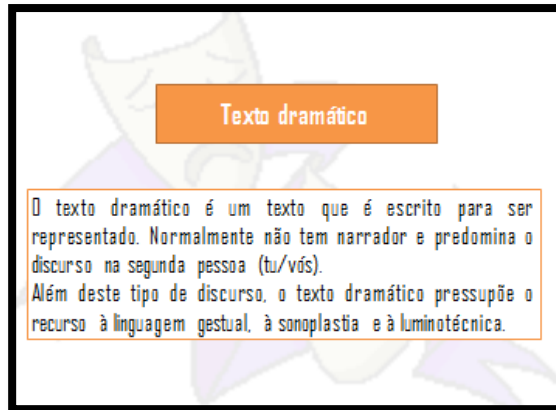 Texto dramático
O texto dramático é um texto que é escrito para ser
representado. Normalmente não tem narrador e predomina o
discurso na segunda pessoa (tu/vós).
Além deste tipo de discurso, o texto dramático pressupõe o
recurso à linguagem gestual, à sonoplastia e à luminotécnica.